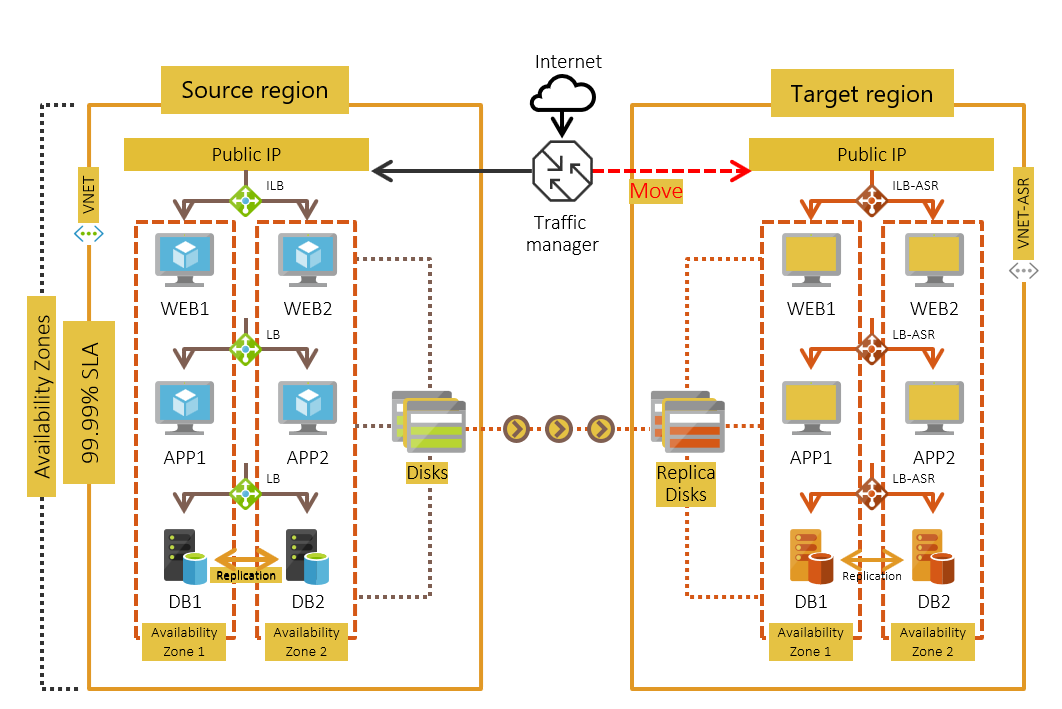 Internet
Source region
Target region
Public IP
Public IP
Move
Traffic
manager
VNET
ILB
ILB-ASR
VNET-ASR
WEB1
WEB2
WEB1
WEB2
LB
LB-ASR
Availability Zones
99.99% SLA
APP1
APP2
Disks
Replica
Disks
APP1
APP2
LB
LB-ASR
Replication
Replication
DB1
DB2
DB1
DB2
Availability
Zone 1
Availability
Zone 2
Availability
Zone 1
Availability
Zone 2